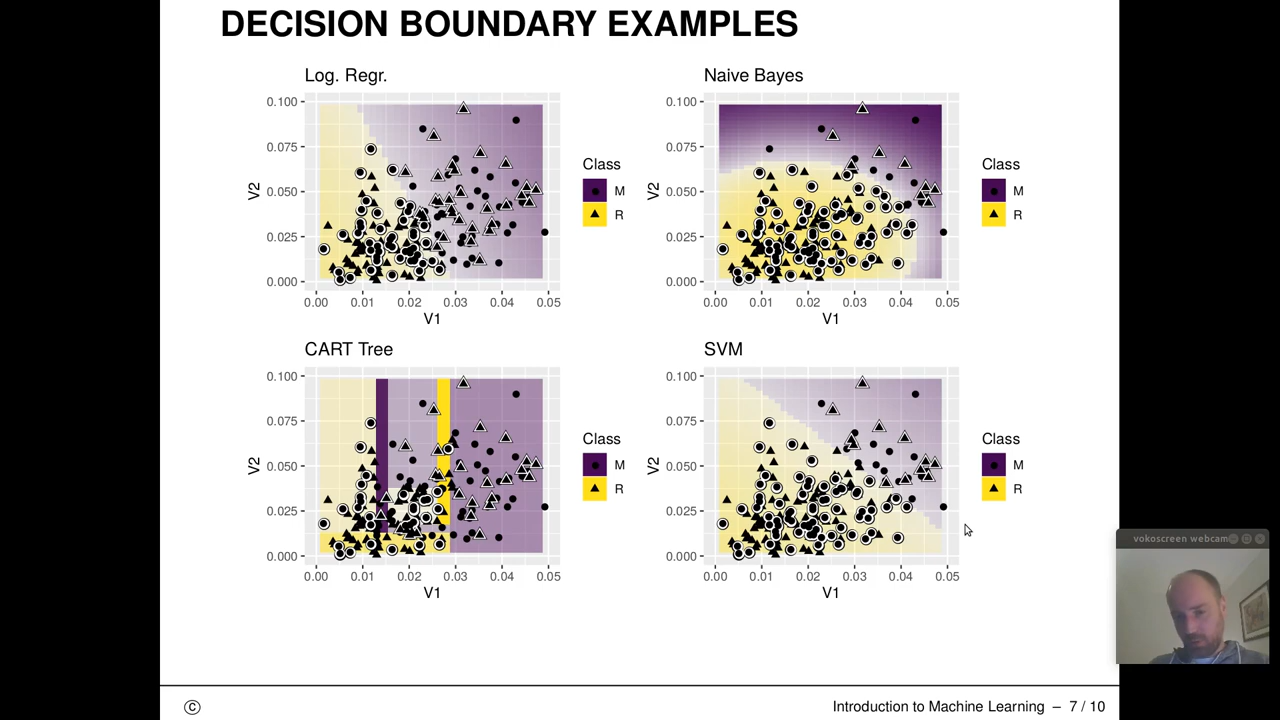 DECISION BOUNDARY EXAMPLES
Log. Regr.
0.100
0.075
0.050
0.025
0.000
V2
0.00 0.01 0.02 0.03 0.04 0.05
V1
Class
M
R
Naive Bayes
0.100
0.075
0.050
0.025
0.000
V2
0.00 0.01 0.02 0.03 0.04 0.05
V1
Class
M
R
CART Tree
0.100
0.075
0.050
0.025
0.000
V2
0.00 0.01 0.02 0.03 0.04 0.05
V1
Class
M
R
SVM
0.100
0.075
0.050
0.025
0.000
V2
0.00 0.01 0.02 0.03 0.04 0.05
V1
Class
M
R
vokoscreen webcam
© Introduction to Machine Learning – 7 / 10